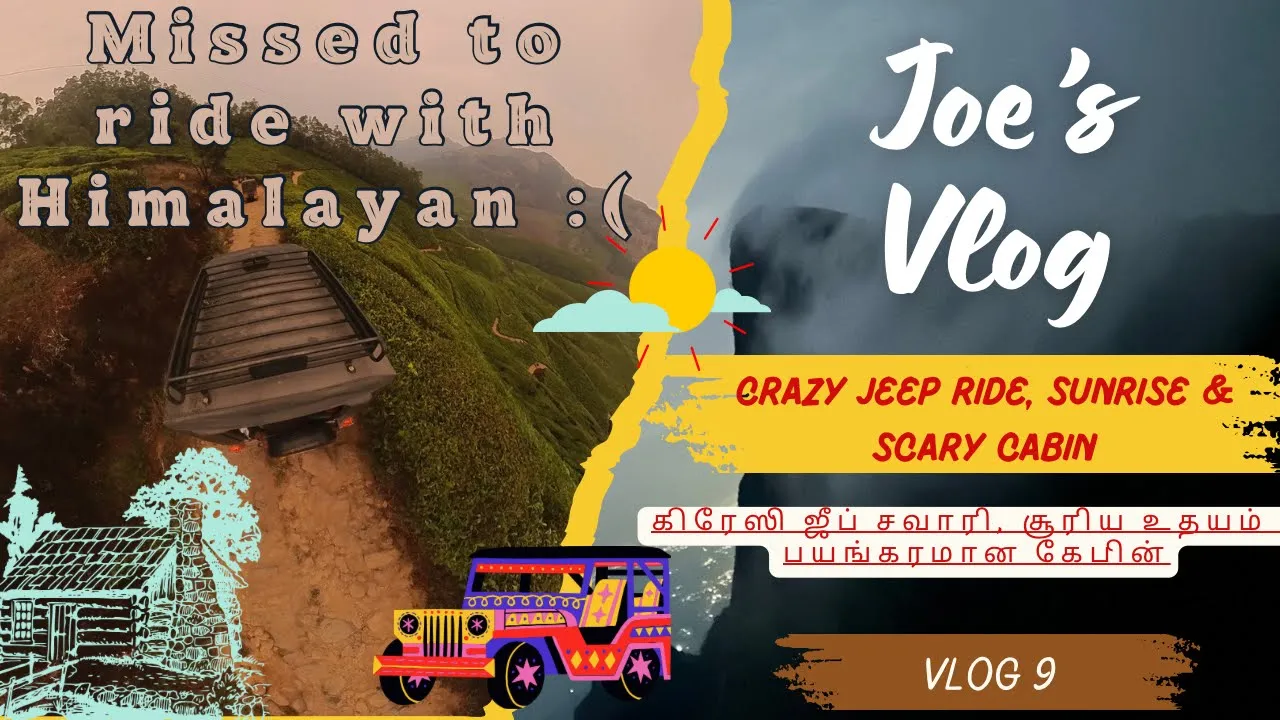 Missed to
ride with
Himalayan :(
Joe's
Vlog
CRAZY JEEP RIDE, SUNRISE &
SCARY CABIN
கிரேஸி ஜீப் சவாரி, சூரிய உதயம்
பயங்கரமான கேபின்
VLOG 9